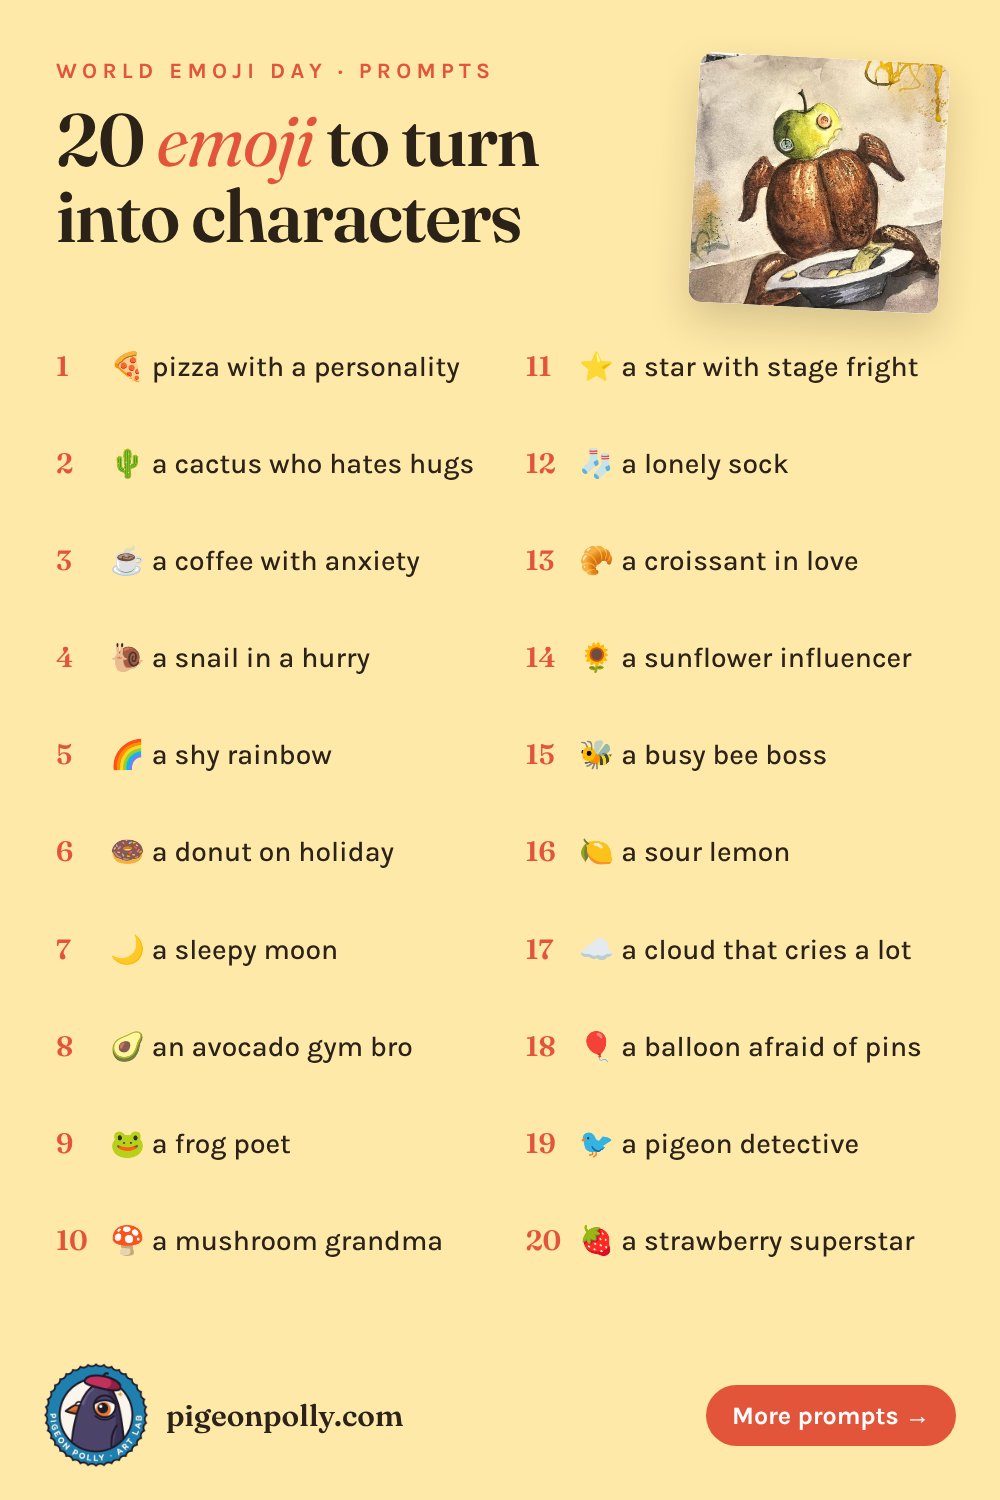 WORLD EMOJI DAY · PROMPTS
20 emoji to turn
into characters
1 🍕 pizza with a personality
2 🌵 a cactus who hates hugs
3 ☕ a coffee with anxiety
4 🐌 a snail in a hurry
5 🌈 a shy rainbow
6 🍩 a donut on holiday
7 🌙 a sleepy moon
8 🥑 an avocado gym bro
9 🐸 a frog poet
10 🍄 a mushroom grandma
11 ⭐ a star with stage fright
12 🧦 a lonely sock
13 🥐 a croissant in love
14 🌻 a sunflower influencer
15 🐝 a busy bee boss
16 🍋 a sour lemon
17 ☁️ a cloud that cries a lot
18 🎈 a balloon afraid of pins
19 🐦 a pigeon detective
20 🍓 a strawberry superstar
PIGEON POLLY · ART LAB
pigeonpolly.com
More prompts →